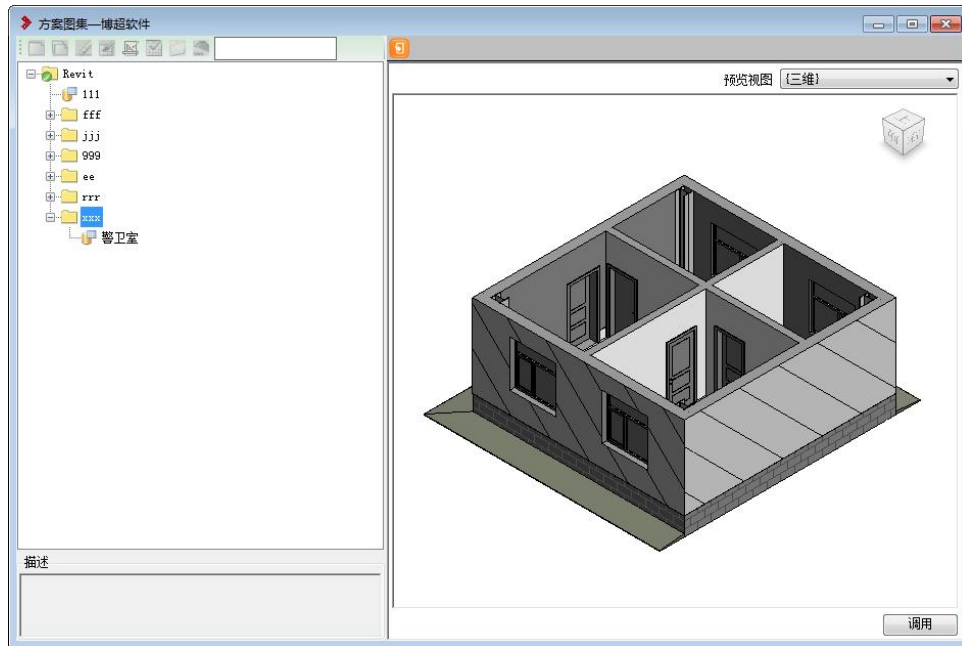 方案图集—博超软件
预览视图 {三维}
Revit
111
fff
jjj
999
ee
rrr
xxx
警卫室
描述
调用